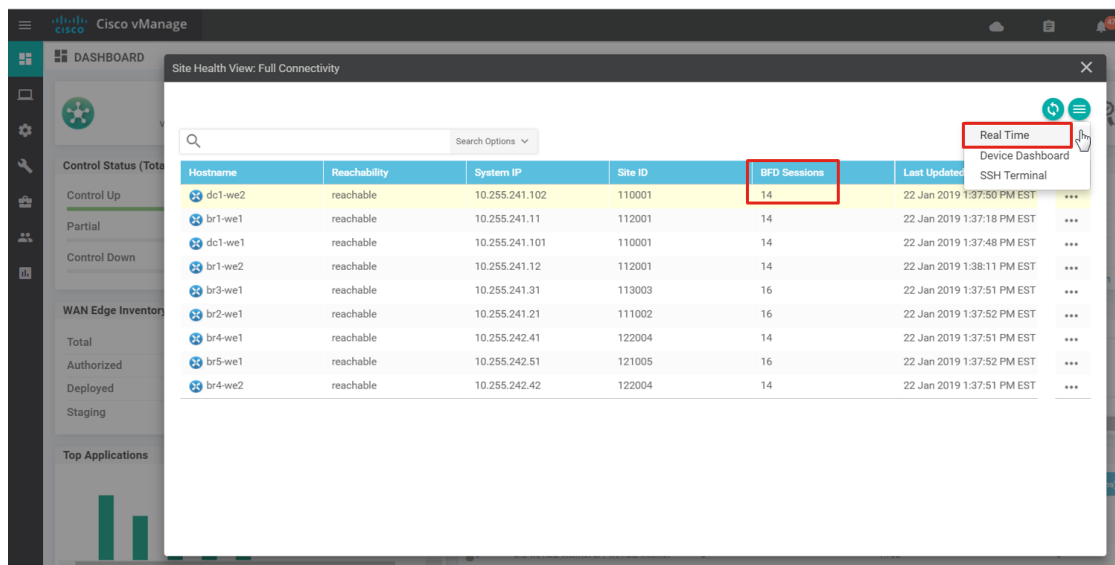 cisco Cisco vManage
DASHBOARD
Site Health View: Full Connectivity
Search Options
Real Time
Device Dashboard
SSH Terminal
Control Status (Tota
Control Up
Partial
Control Down
WAN Edge Inventory
Total
Authorized
Deployed
Staging
Top Applications
Hostname Reachability System IP Site ID BFD Sessions Last Updated
dc1-we2 reachable 10.255.241.102 110001 14 22 Jan 2019 1:37:50 PM EST
br1-we1 reachable 10.255.241.11 112001 14 22 Jan 2019 1:37:18 PM EST
dc1-we1 reachable 10.255.241.101 110001 14 22 Jan 2019 1:37:48 PM EST
br1-we2 reachable 10.255.241.12 112001 14 22 Jan 2019 1:38:11 PM EST
br3-we1 reachable 10.255.241.31 113003 16 22 Jan 2019 1:37:51 PM EST
br2-we1 reachable 10.255.241.21 111002 16 22 Jan 2019 1:37:52 PM EST
br4-we1 reachable 10.255.242.41 122004 14 22 Jan 2019 1:37:51 PM EST
br5-we1 reachable 10.255.242.51 121005 16 22 Jan 2019 1:37:52 PM EST
br4-we2 reachable 10.255.242.42 122004 14 22 Jan 2019 1:37:51 PM EST